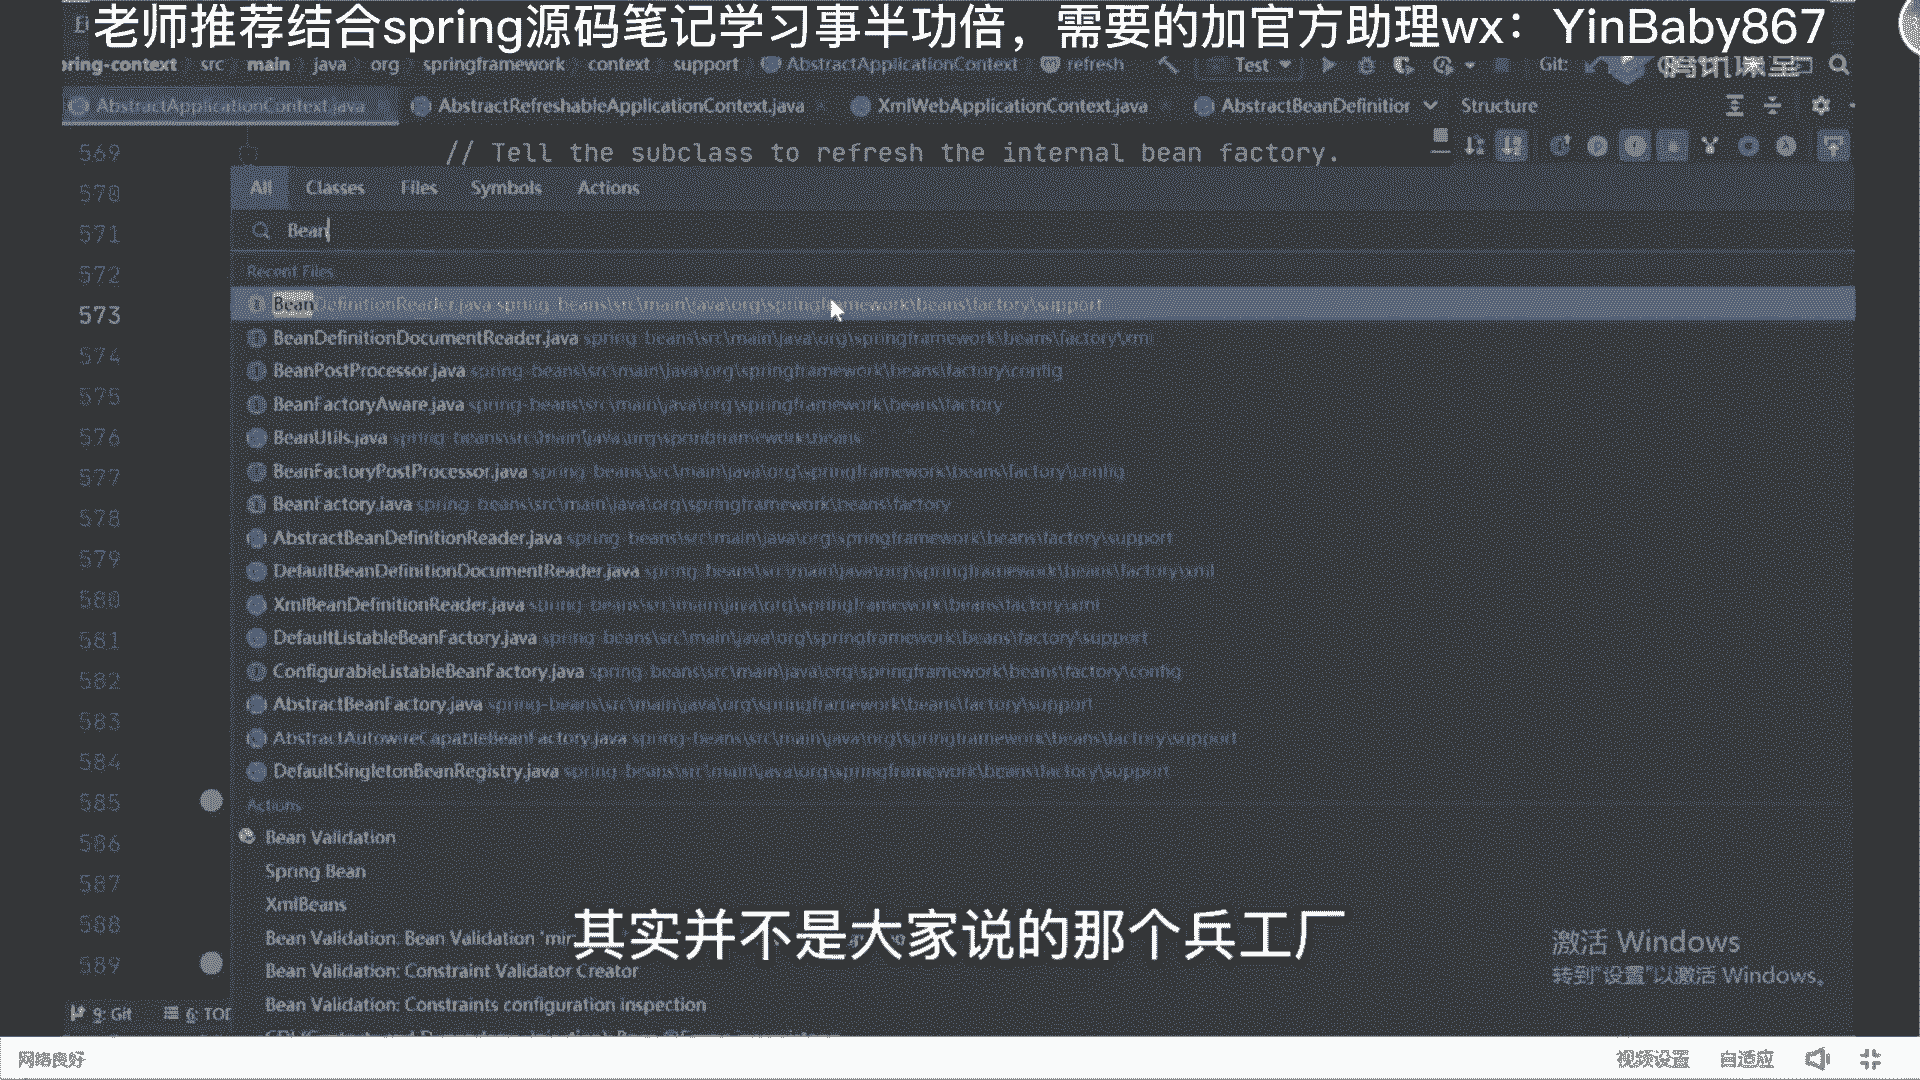 老师推荐结合spring源码笔记学习事半功倍，需要的加官方助理wx：YinBaby867
ring-context src main java org springframework context support AbstractApplicationContext refresh Test Git: 腾讯课堂
AbstractApplicationContext.java AbstractRefreshableApplicationContext.java XmlWebApplicationContext.java AbstractBeanDefinitior Structure
569 // Tell the subclass to refresh the internal bean factory.
570 All Classes Files Symbols Actions
571 Bean
572 Recent Files
573 BeanDefinitionReader.java spring-beans\src\main\java\org\springframework\beans\factory\support
BeanDefinitionDocumentReader.java spring-beans\src\main\java\org\springframework\beans\factory\xml
574 BeanPostProcessor.java spring-beans\src\main\java\org\springframework\beans\factory\config
575 BeanFactoryAware.java spring-beans\src\main\java\org\springframework\beans\factory
576 BeanUtils.java spring-beans\src\main\java\org\springframework\beans
577 BeanFactoryPostProcessor.java spring-beans\src\main\java\org\springframework\beans\factory\config
578 BeanFactory.java spring-beans\src\main\java\org\springframework\beans\factory
AbstractBeanDefinitionReader.java spring-beans\src\main\java\org\springframework\beans\factory\support
579 DefaultBeanDefinitionDocumentReader.java spring-beans\src\main\java\org\springframework\beans\factory\xml
580 XmlBeanDefinitionReader.java spring-beans\src\main\java\org\springframework\beans\factory\xml
581 DefaultListableBeanFactory.java spring-beans\src\main\java\org\springframework\beans\factory\support
582 ConfigurableListableBeanFactory.java spring-beans\src\main\java\org\springframework\beans\factory\config
583 AbstractBeanFactory.java spring-beans\src\main\java\org\springframework\beans\factory\support
AbstractAutowireCapableBeanFactory.java spring-beans\src\main\java\org\springframework\beans\factory\support
584 DefaultSingletonBeanRegistry.java spring-beans\src\main\java\org\springframework\beans\factory\support
585 Actions
586 Bean Validation
587 Spring Bean
XmlBeans
588 Bean Validation: Bean Validation 'mir
其实并不是大家说的那个兵工厂
激活 Windows
589 Bean Validation: Constraint Validator Creator
转到"设置"以激活 Windows。
Bean Validation: Constraints configuration inspection
9: Git 6: TOD
网络良好 视频设置 自适应